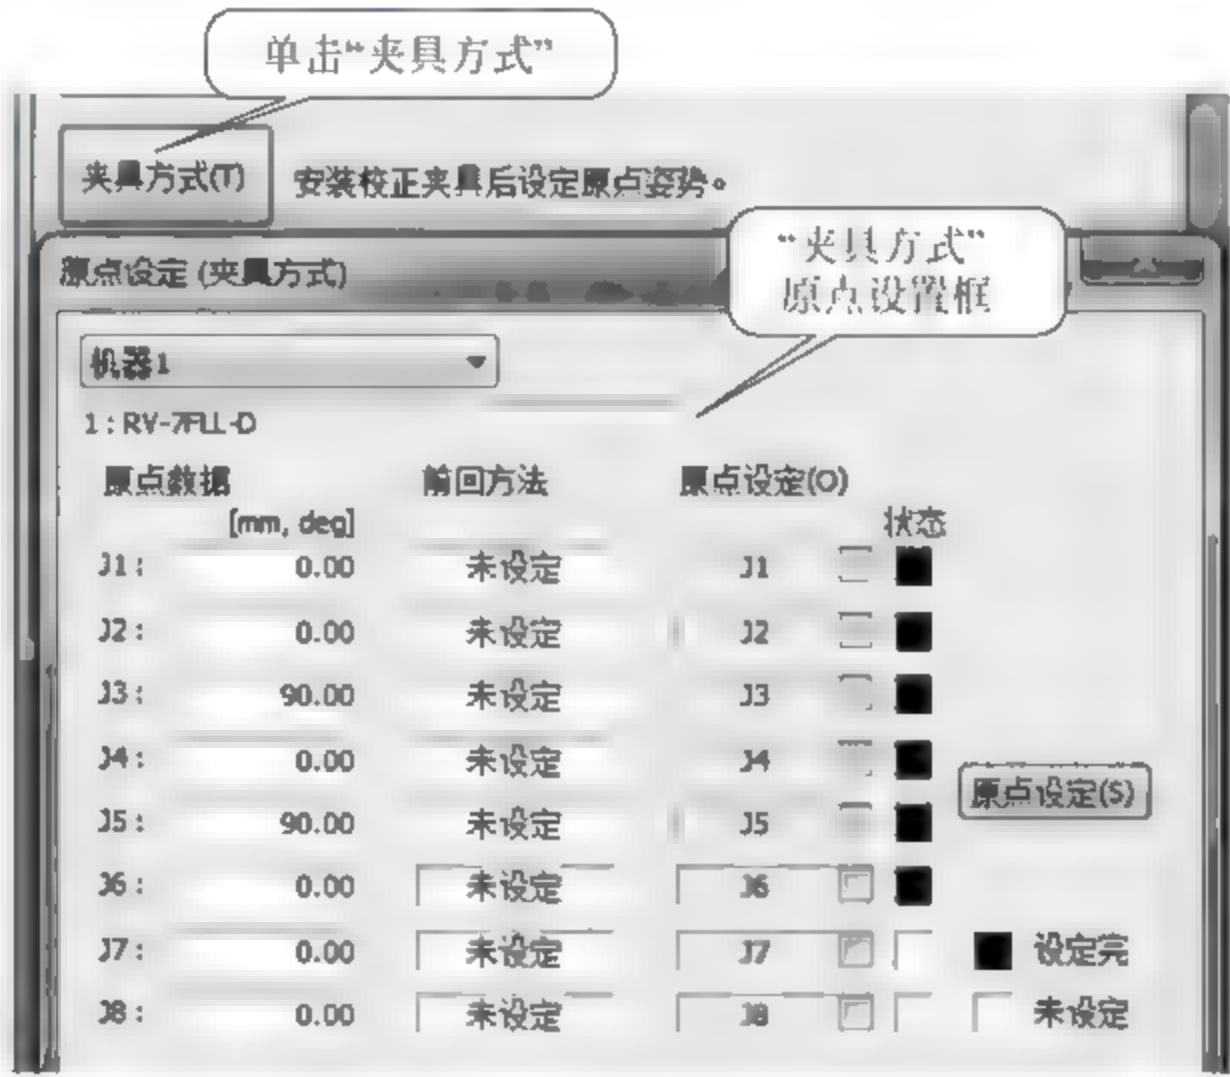 单击“夹具方式”
夹具方式(T) 安装校正夹具后设定原点姿势。
“夹具方式”
原点设置框
原点设定 (夹具方式)
机器1
1 : RV-7FLL-D
原点数据 前回方法 原点设定(O)
[mm, deg] 状态
J1 : 0.00 未设定 J1
J2 : 0.00 未设定 J2
J3 : 90.00 未设定 J3
J4 : 0.00 未设定 J4
J5 : 90.00 未设定 J5
原点设定(S)
J6 : 0.00 未设定 J6
J7 : 0.00 未设定 J7 设定完
J8 : 0.00 未设定 J8 未设定